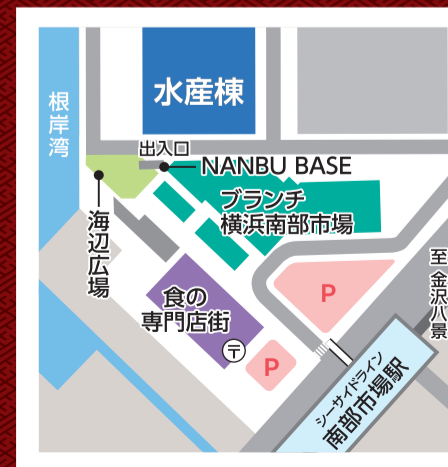 水産棟
根岸湾
出入口
NANBU BASE
ブランチ
横浜南部市場
海辺広場
至 金沢八景
食の
専門店街
〒
P
P
シーサイドライン
南部市場駅